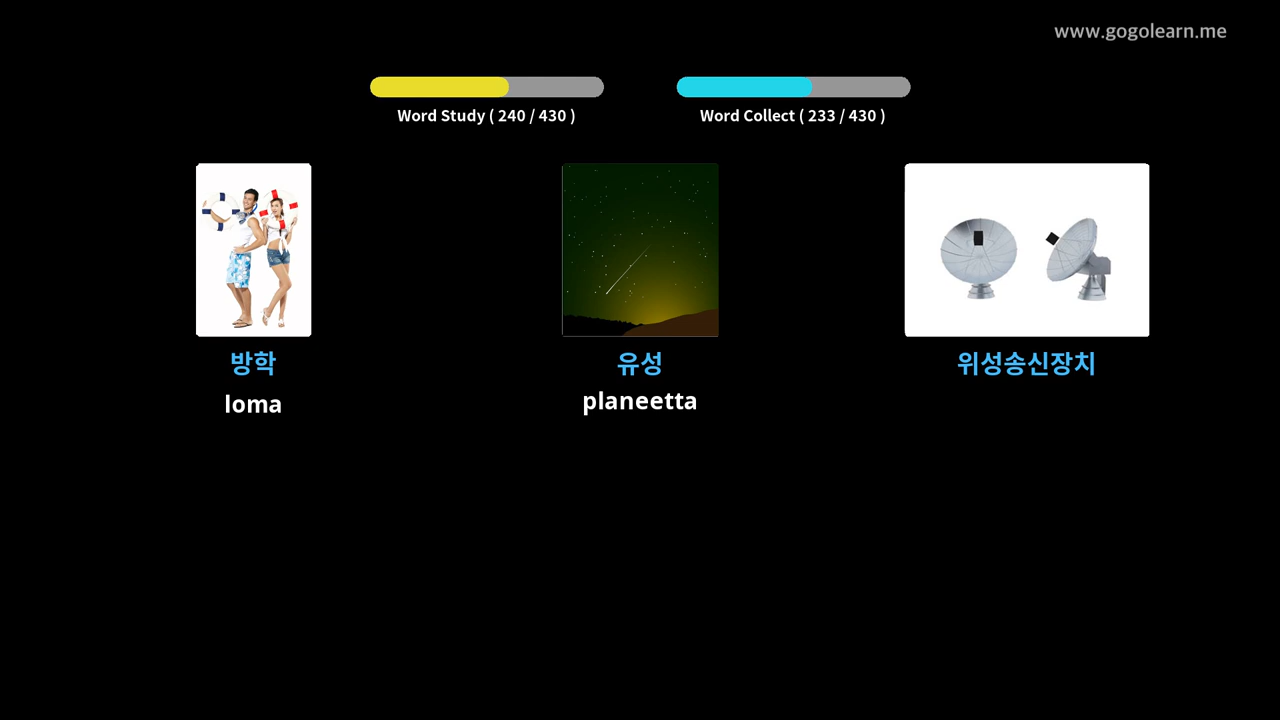 www.gogolearn.me
Word Study ( 240 / 430 )
Word Collect ( 233 / 430 )
방학
loma
유성
planeetta
위성송신장치